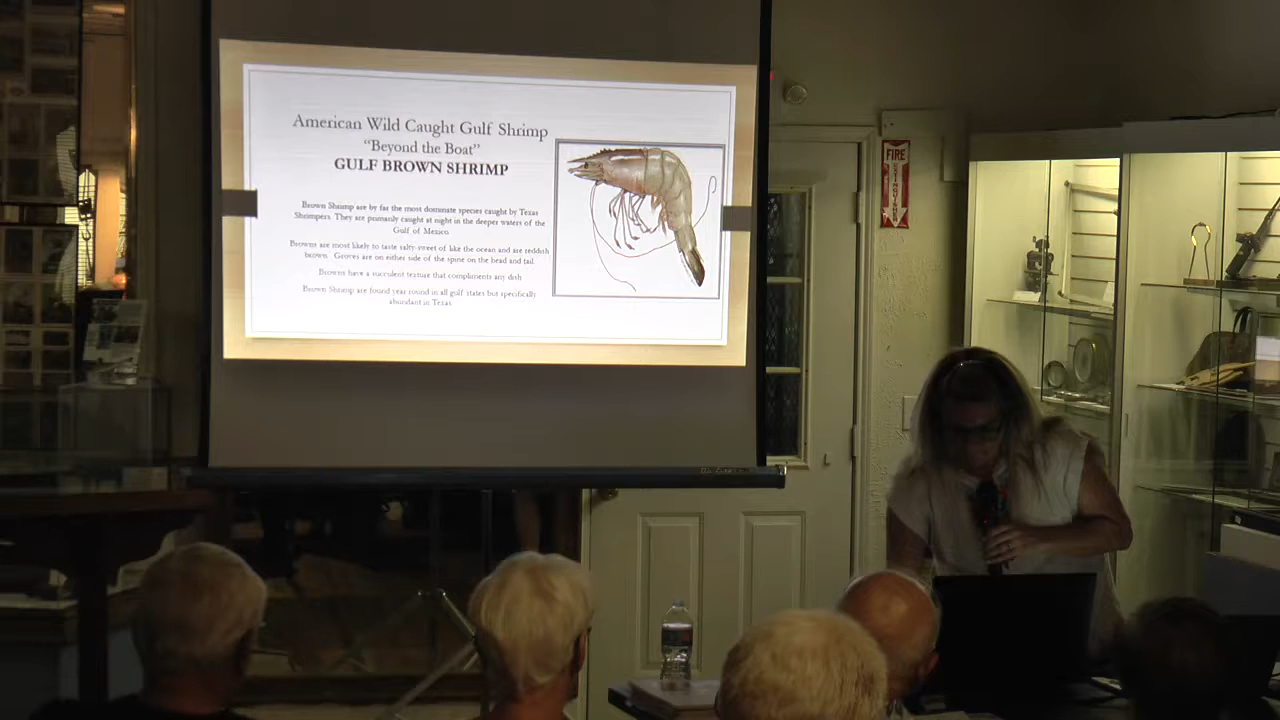 American Wild Caught Gulf Shrimp
“Beyond the Boat”
GULF BROWN SHRIMP
Brown Shrimp are by far the most dominate species caught by Texas
Shrimpers. They are primarily caught at night in the deeper waters of the
Gulf of Mexico.
Browns are most likely to taste salty-sweet of like the ocean and are reddish
brown. Groves are on either side of the spine on the head and tail.
Browns have a succulent texture that compliments any dish
Brown Shrimp are found year round in all gulf states but specifically
abundant in Texas
FIRE
EXTINGUISHER